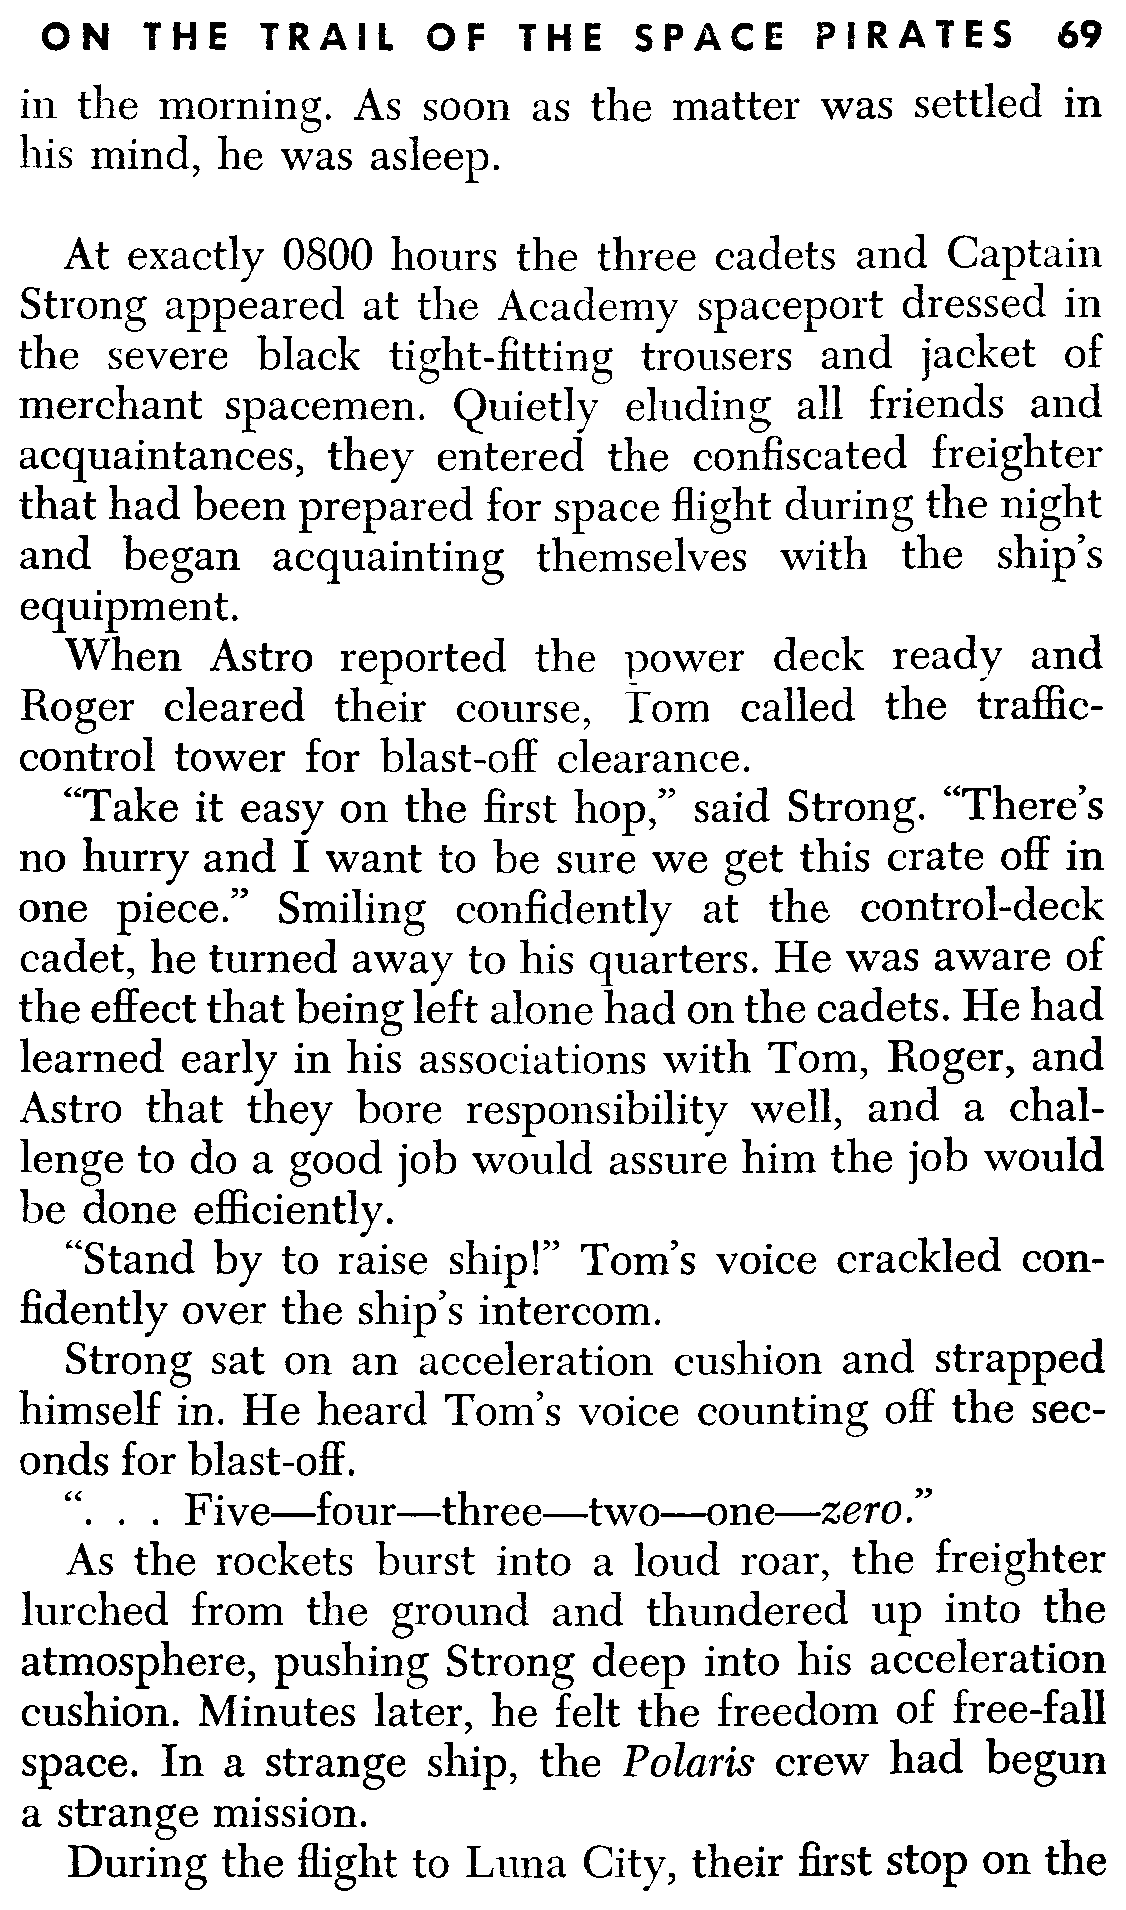 ON THE TRAIL OF THE SPACE PIRATES 69
in the morning. As soon as the matter was settled in
his mind, he was asleep.
At exactly 0800 hours the three cadets and Captain
Strong appeared at the Academy spaceport dressed in
the severe black tight-fitting trousers and jacket of
merchant spacemen. Quietly eluding all friends and
acquaintances, they entered the confiscated freighter
that had been prepared for space flight during the night
and began acquainting themselves with the ship's
equipment.
When Astro reported the power deck ready and
Roger cleared their course, Tom called the traffic-
control tower for blast-off clearance.
“Take it easy on the first hop,” said Strong. “There's
no hurry and I want to be sure we get this crate off in
one piece.” Smiling confidently at the control-deck
cadet, he turned away to his quarters. He was aware of
the effect that being left alone had on the cadets. He had
learned early in his associations with Tom, Roger, and
Astro that they bore responsibility well, and a chal-
lenge to do a good job would assure him the job would
be done efficiently.
“Stand by to raise ship!” Tom's voice crackled con-
fidently over the ship's intercom.
Strong sat on an acceleration cushion and strapped
himself in. He heard Tom's voice counting off the sec-
onds for blast-off.
“. . . Five—four—three—two—one—zero.”
As the rockets burst into a loud roar, the freighter
lurched from the ground and thundered up into the
atmosphere, pushing Strong deep into his acceleration
cushion. Minutes later, he felt the freedom of free-fall
space. In a strange ship, the Polaris crew had begun
a strange mission.
During the flight to Luna City, their first stop on the